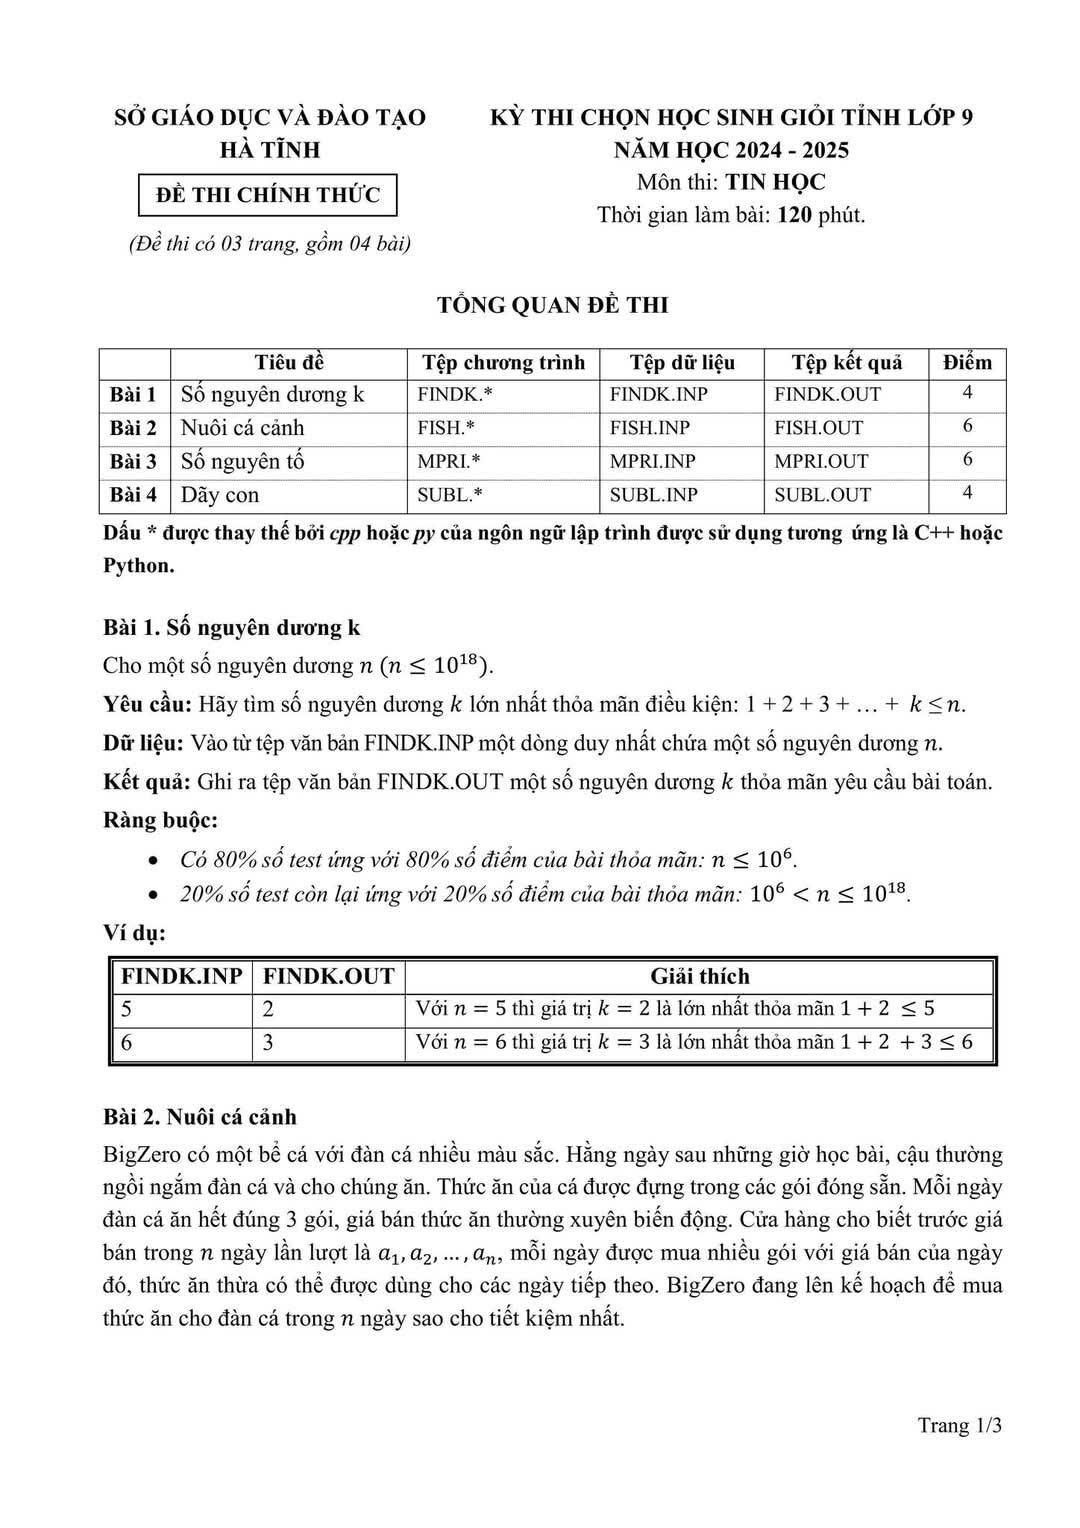 SỞ GIÁO DỤC VÀ ĐÀO TẠO
HÀ TĨNH
ĐỀ THI CHÍNH THỨC
(Đề thi có 03 trang, gồm 04 bài)
KỲ THI CHỌN HỌC SINH GIỎI TỈNH LỚP 9
NĂM HỌC 2024 - 2025
Môn thi: TIN HỌC
Thời gian làm bài: 120 phút.
TỔNG QUAN ĐỀ THI
Tiêu đề Tệp chương trình Tệp dữ liệu Tệp kết quả Điểm
Bài 1 Số nguyên dương k FINDK.* FINDK.INP FINDK.OUT 4
Bài 2 Nuôi cá cảnh FISH.* FISH.INP FISH.OUT 6
Bài 3 Số nguyên tố MPRI.* MPRI.INP MPRI.OUT 6
Bài 4 Dãy con SUBL.* SUBL.INP SUBL.OUT 4
Dấu * được thay thế bởi cpp hoặc py của ngôn ngữ lập trình được sử dụng tương ứng là C++ hoặc
Python.
Bài 1. Số nguyên dương k
Cho một số nguyên dương n (n ≤ 10¹⁸).
Yêu cầu: Hãy tìm số nguyên dương k lớn nhất thỏa mãn điều kiện: 1 + 2 + 3 + … + k ≤ n.
Dữ liệu: Vào từ tệp văn bản FINDK.INP một dòng duy nhất chứa một số nguyên dương n.
Kết quả: Ghi ra tệp văn bản FINDK.OUT một số nguyên dương k thỏa mãn yêu cầu bài toán.
Ràng buộc:
• Có 80% số test ứng với 80% số điểm của bài thỏa mãn: n ≤ 10⁶.
• 20% số test còn lại ứng với 20% số điểm của bài thỏa mãn: 10⁶ < n ≤ 10¹⁸.
Ví dụ:
FINDK.INP FINDK.OUT Giải thích
5 2 Với n = 5 thì giá trị k = 2 là lớn nhất thỏa mãn 1 + 2 ≤ 5
6 3 Với n = 6 thì giá trị k = 3 là lớn nhất thỏa mãn 1 + 2 + 3 ≤ 6
Bài 2. Nuôi cá cảnh
BigZero có một bể cá với đàn cá nhiều màu sắc. Hằng ngày sau những giờ học bài, cậu thường
ngồi ngắm đàn cá và cho chúng ăn. Thức ăn của cá được đựng trong các gói đóng sẵn. Mỗi ngày
đàn cá ăn hết đúng 3 gói, giá bán thức ăn thường xuyên biến động. Cửa hàng cho biết trước giá
bán trong n ngày lần lượt là a₁, a₂, … , aₙ, mỗi ngày được mua nhiều gói với giá bán của ngày
đó, thức ăn thừa có thể được dùng cho các ngày tiếp theo. BigZero đang lên kế hoạch để mua
thức ăn cho đàn cá trong n ngày sao cho tiết kiệm nhất.
Trang 1/3